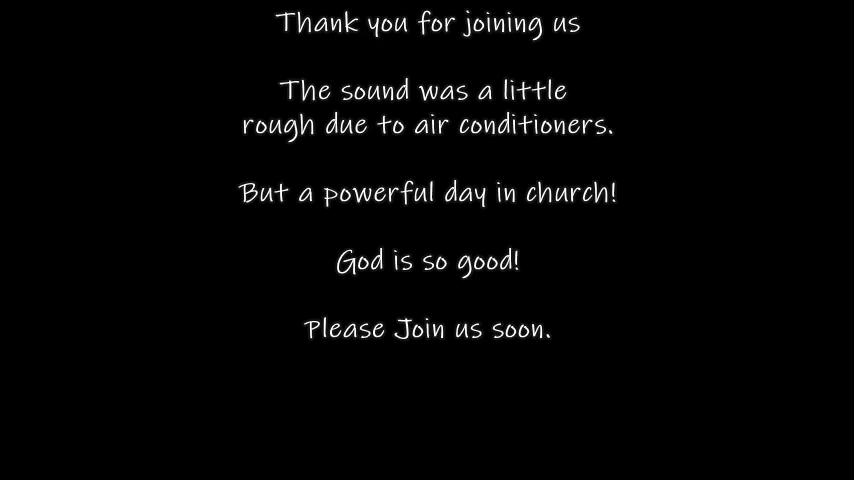 Thank you for joining us
The sound was a little
rough due to air conditioners.
But a powerful day in church!
God is so good!
Please Join us soon.